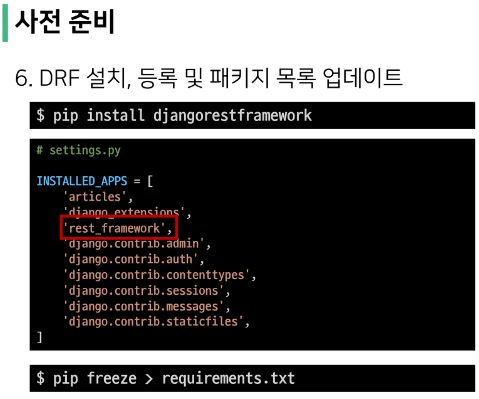 사전 준비
6. DRF 설치, 등록 및 패키지 목록 업데이트
$ pip install djangorestframework
# settings.py
INSTALLED_APPS = [
'articles',
'django_extensions',
'rest_framework',
'django.contrib.admin',
'django.contrib.auth',
'django.contrib.contenttypes',
'django.contrib.sessions',
'django.contrib.messages',
'django.contrib.staticfiles',
]
$ pip freeze > requirements.txt